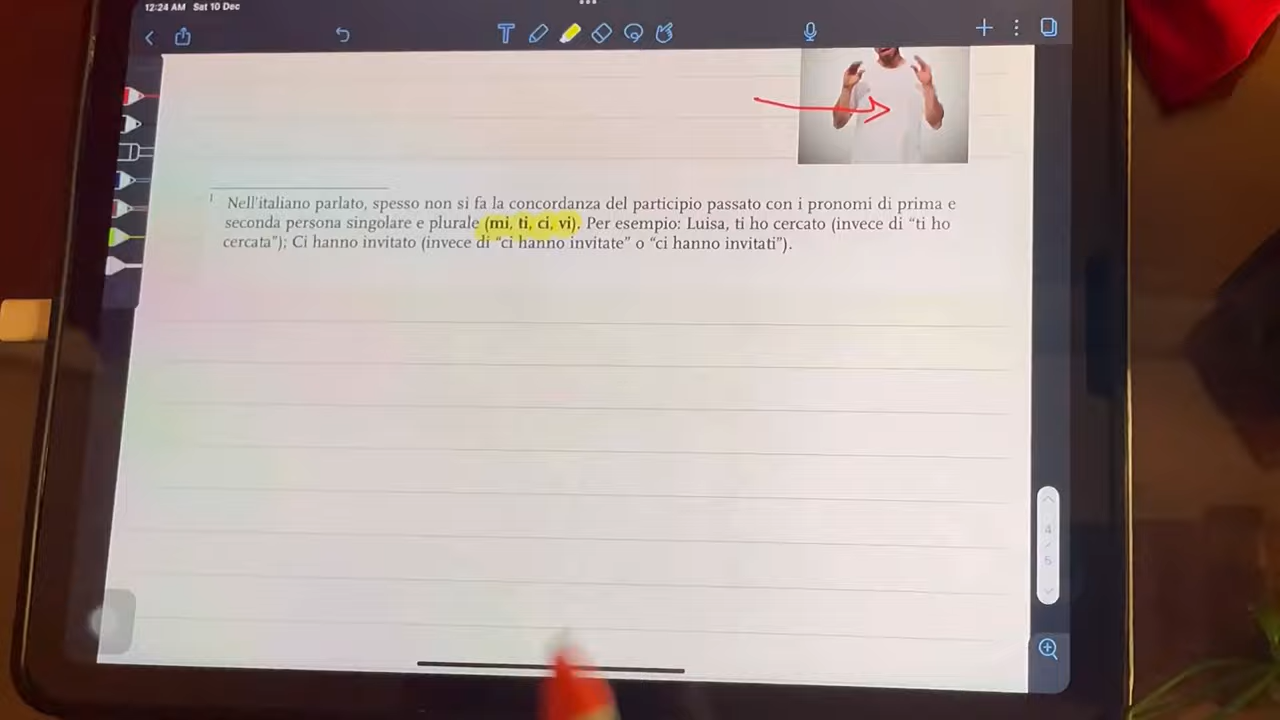 12:24 AM Sat 10 Dec
T
1 Nell'italiano parlato, spesso non si fa la concordanza del participio passato con i pronomi di prima e
seconda persona singolare e plurale (mi, ti, ci, vi). Per esempio: Luisa, ti ho cercato (invece di “ti ho
cercata”); Ci hanno invitato (invece di “ci hanno invitate” o “ci hanno invitati”).
4
5